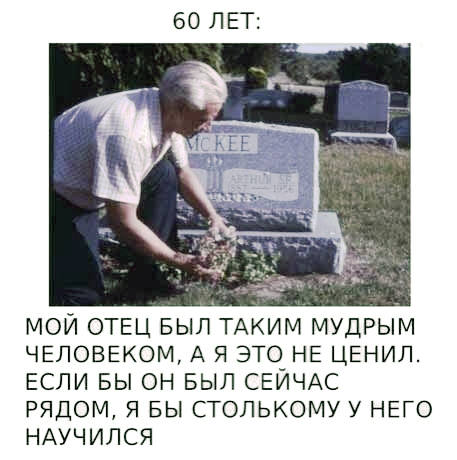 60 ЛЕТ:
MCKEE
ARTHUR SR.
МОЙ ОТЕЦ БЫЛ ТАКИМ МУДРЫМ
ЧЕЛОВЕКОМ, А Я ЭТО НЕ ЦЕНИЛ.
ЕСЛИ БЫ ОН БЫЛ СЕЙЧАС
РЯДОМ, Я БЫ СТОЛЬКОМУ У НЕГО
НАУЧИЛСЯ